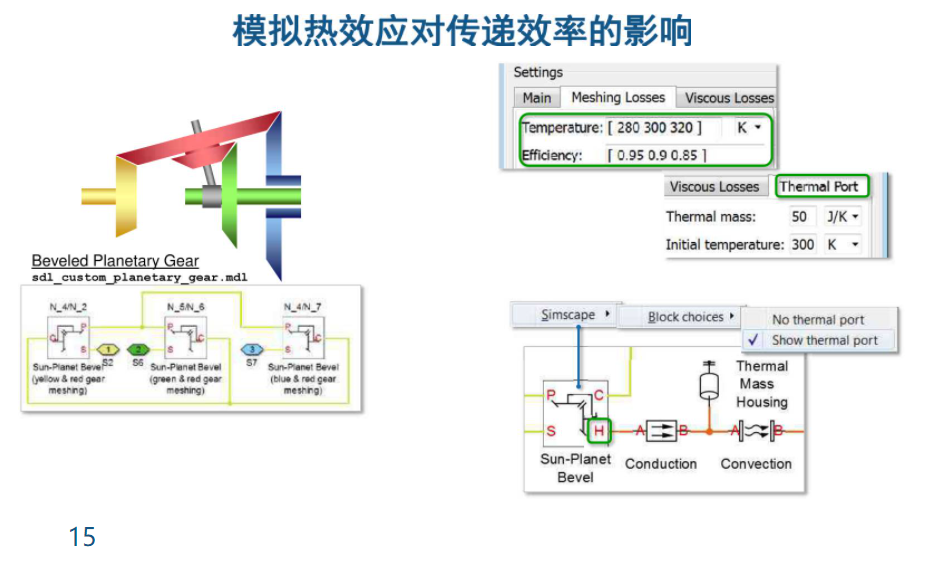 模拟热效应对传递效率的影响
Settings
Main Meshing Losses Viscous Losses
Temperature: [ 280 300 320 ] K
Efficiency: [ 0.95 0.9 0.85 ]
Viscous Losses Thermal Port
Thermal mass: 50 J/K
Initial temperature: 300 K
Beveled Planetary Gear
sdl_custom_planetary_gear.mdl
N_4/N_2 N_5/N_6 N_4/N_7
C P P C P C
S 1 2 S 3 S
S2 S6 S7
Sun-Planet Bevel
(yellow & red gear
meshing)
Sun-Planet Bevel
(green & red gear
meshing)
Sun-Planet Bevel
(blue & red gear
meshing)
Simscape Block choices No thermal port
Show thermal port
Thermal
Mass
Housing
P C
S H A B A B
Sun-Planet
Bevel
Conduction Convection
15